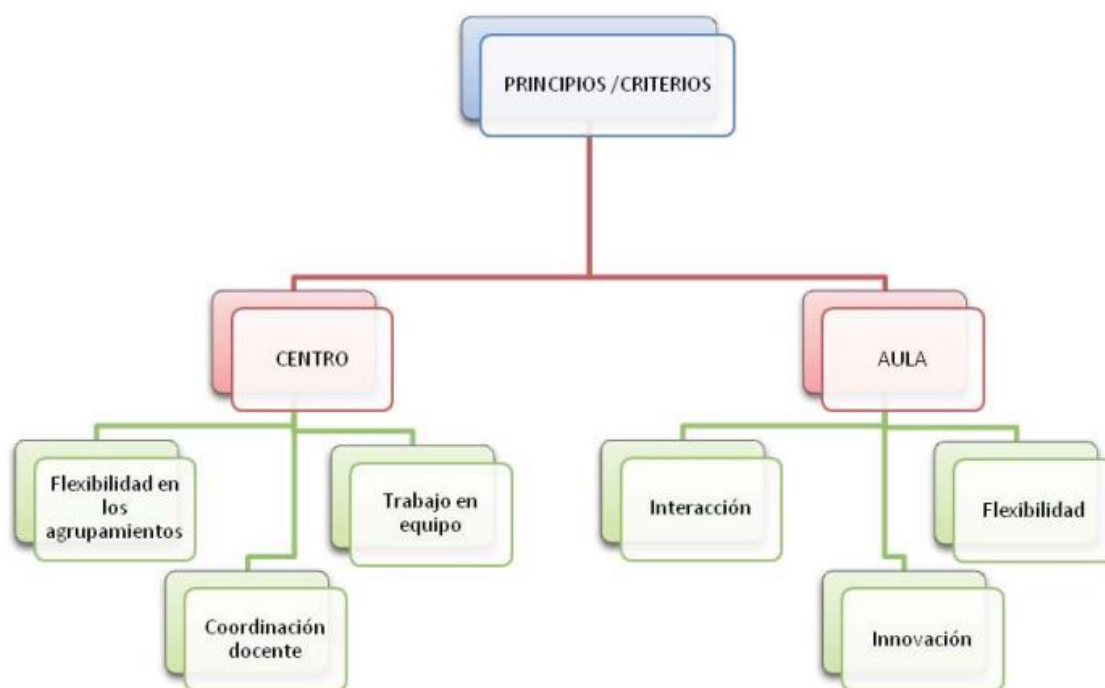 PRINCIPIOS /CRITERIOS
CENTRO
AULA
Flexibilidad en
los
agrupamientos
Trabajo en
equipo
Coordinación
docente
Interacción
Flexibilidad
Innovación